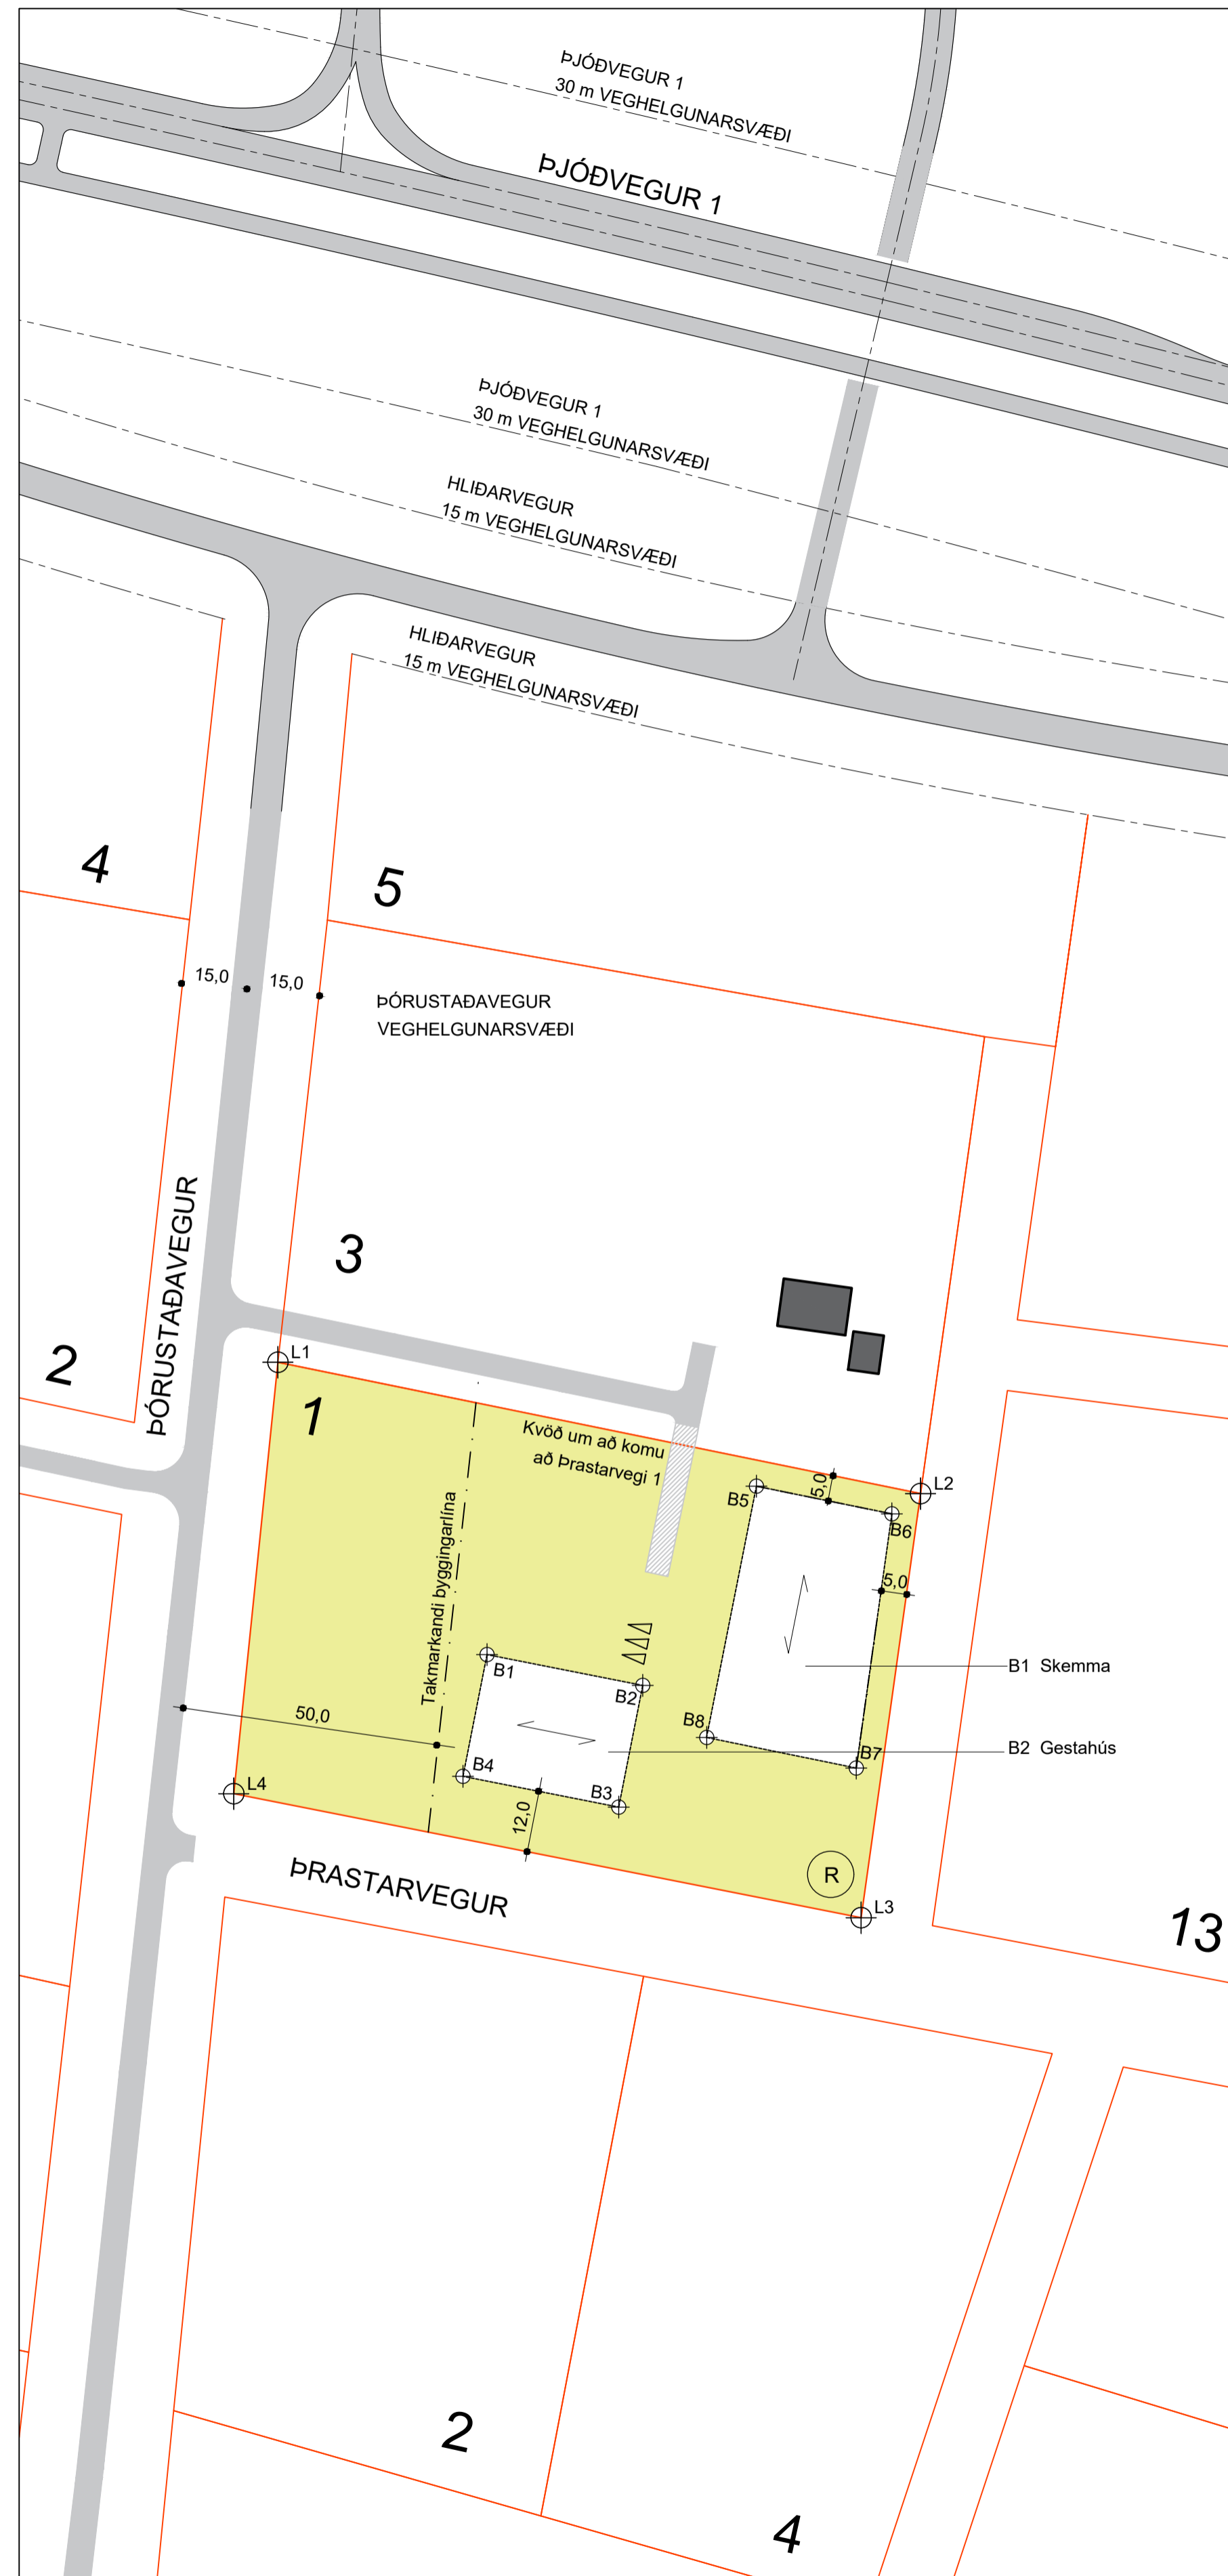 ÞJÓÐVEGUR 1
30 m VEGHELGUNARSVÆÐI
ÞJÓÐVEGUR 1
ÞJÓÐVEGUR 1
30 m VEGHELGUNARSVÆÐI
HLIÐARVEGUR
15 m VEGHELGUNARSVÆÐI
HLIÐARVEGUR
15 m VEGHELGUNARSVÆÐI
4
5
15,0
15,0
ÞÓRUSTAÐAVEGUR
VEGHELGUNARSVÆÐI
ÞÓRUSTAÐAVEGUR
3
2
L1
1
Kvöð um að komu
að Þrastarvegi 1
Takmarkandi byggingarlína
5,0
L2
B5
B6
5,0
B1
B2
B1 Skemma
50,0
B8
B2 Gestahús
B7
B4
B3
L4
12,0
R
ÞRASTARVEGUR
L3
13
2
4